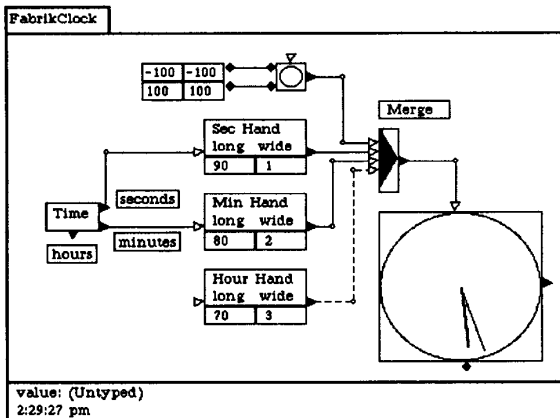 FabrikClock
-100 -100
100 100
Merge
Sec Hand
long wide
90 1
Time
seconds
minutes
hours
Min Hand
long wide
80 2
Hour Hand
long wide
70 3
value: (Untyped)
2:29:27 pm